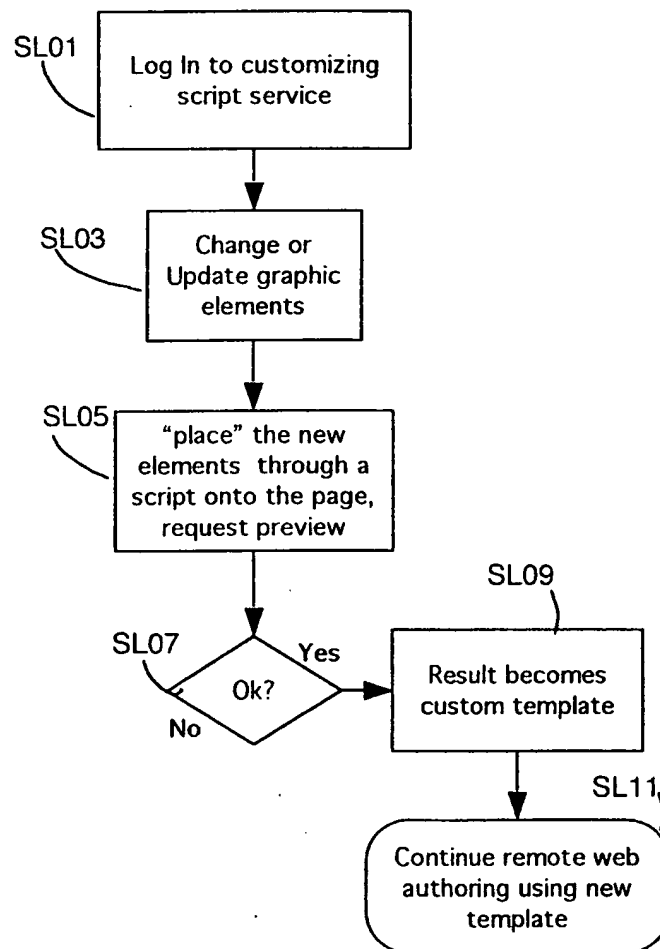 SL01
Log In to customizing
script service
SL03
Change or
Update graphic
elements
SL05
“place” the new
elements through a
script onto the page,
request preview
SL07
Ok?
Yes
No
SL09
Result becomes
custom template
SL11
Continue remote web
authoring using new
template